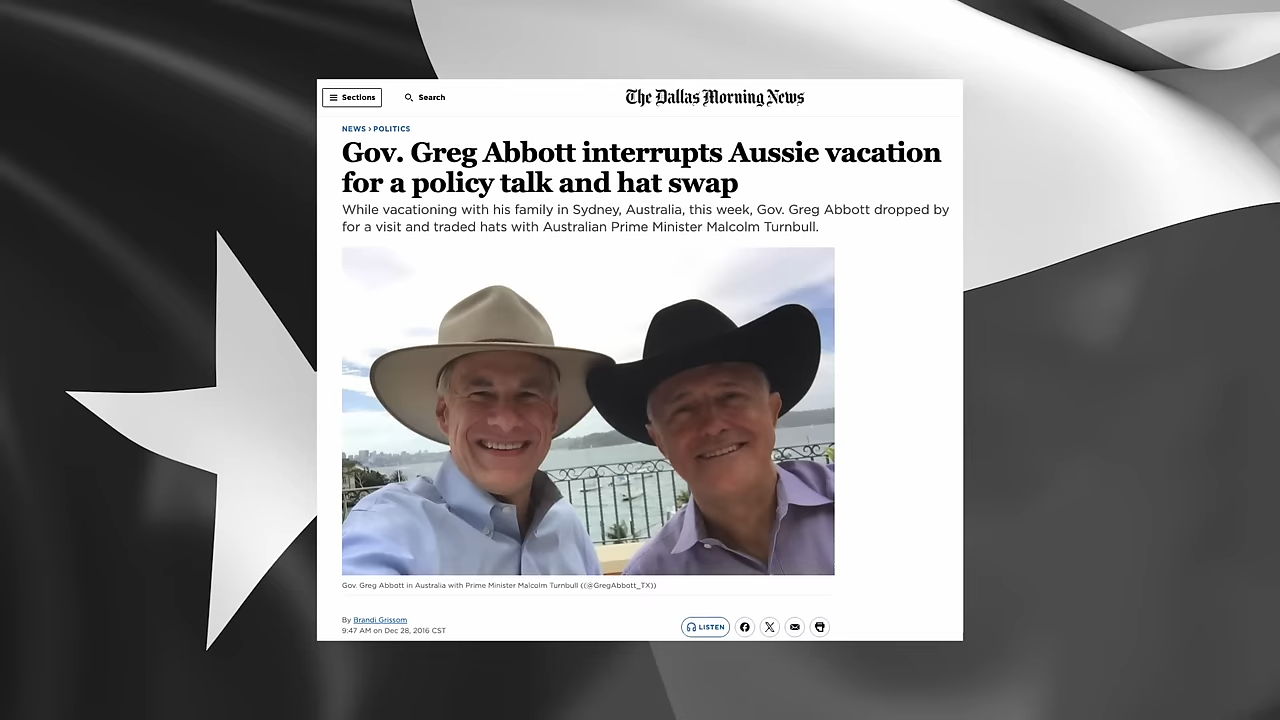 Sections
Search
The Dallas Morning News
NEWS › POLITICS
Gov. Greg Abbott interrupts Aussie vacation
for a policy talk and hat swap
While vacationing with his family in Sydney, Australia, this week, Gov. Greg Abbott dropped by
for a visit and traded hats with Australian Prime Minister Malcolm Turnbull.
Gov. Greg Abbott in Australia with Prime Minister Malcolm Turnbull ((@GregAbbott_TX))
By Brandi Grissom
9:47 AM on Dec 28, 2016 CST
LISTEN